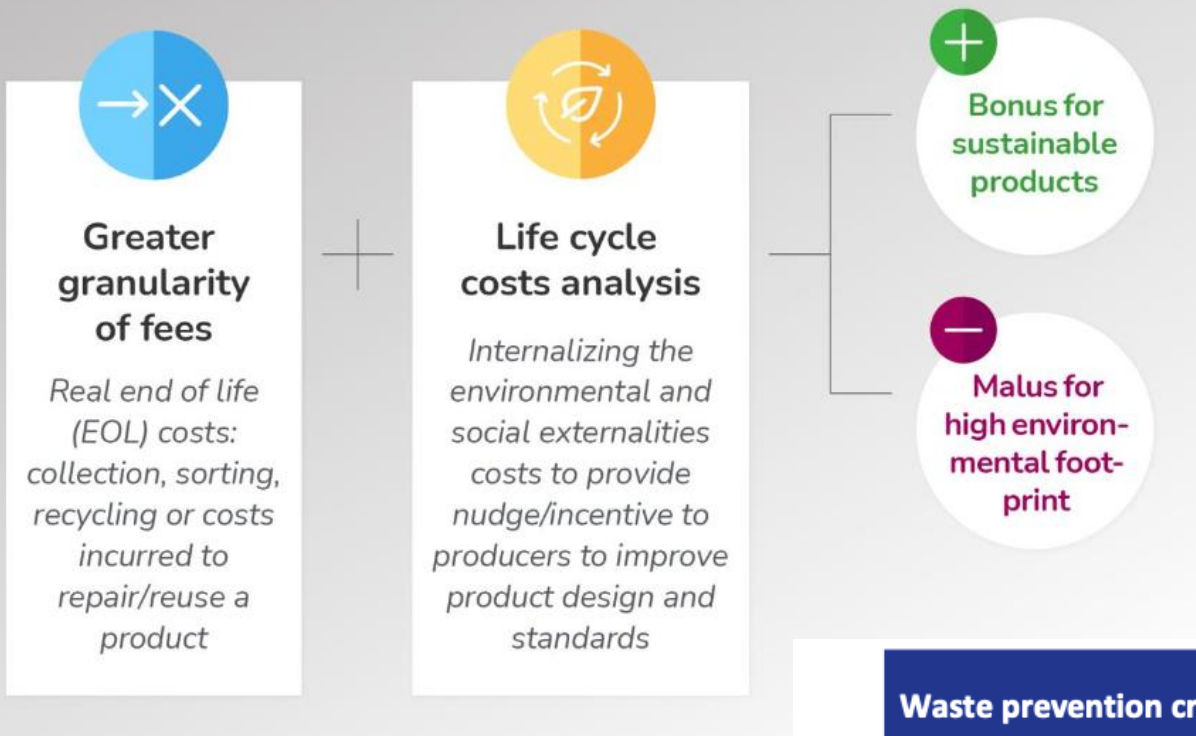 Greater
granularity
of fees
Real end of life
(EOL) costs:
collection, sorting,
recycling or costs
incurred to
repair/reuse a
product
Life cycle
costs analysis
Internalizing the
environmental and
social externalities
costs to provide
nudge/incentive to
producers to improve
product design and
standards
Bonus for
sustainable
products
Malus for
high environ-
mental foot-
print
Waste prevention